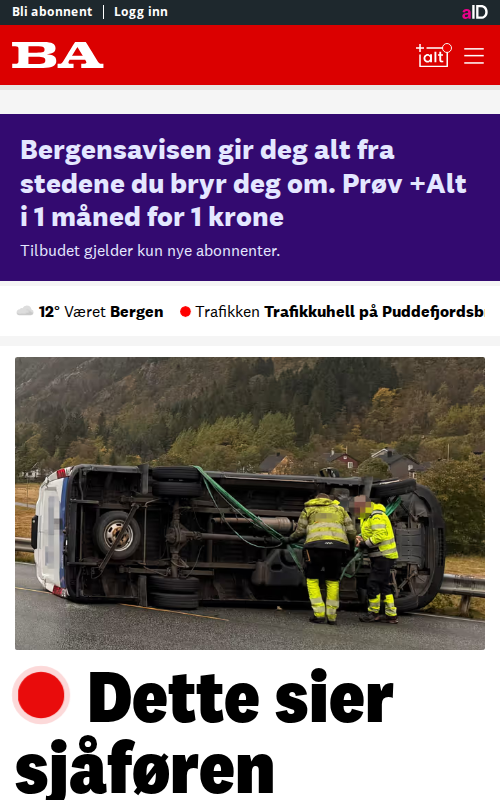 Bli abonnent | Logg inn
aID
BA
+alt
Bergensavisen gir deg alt fra
stedene du bryr deg om. Prøv +Alt
i 1 måned for 1 krone
Tilbudet gjelder kun nye abonnenter.
12° Været Bergen Trafikken Trafikkuhell på Puddefjordsb
Dette sier
sjåføren